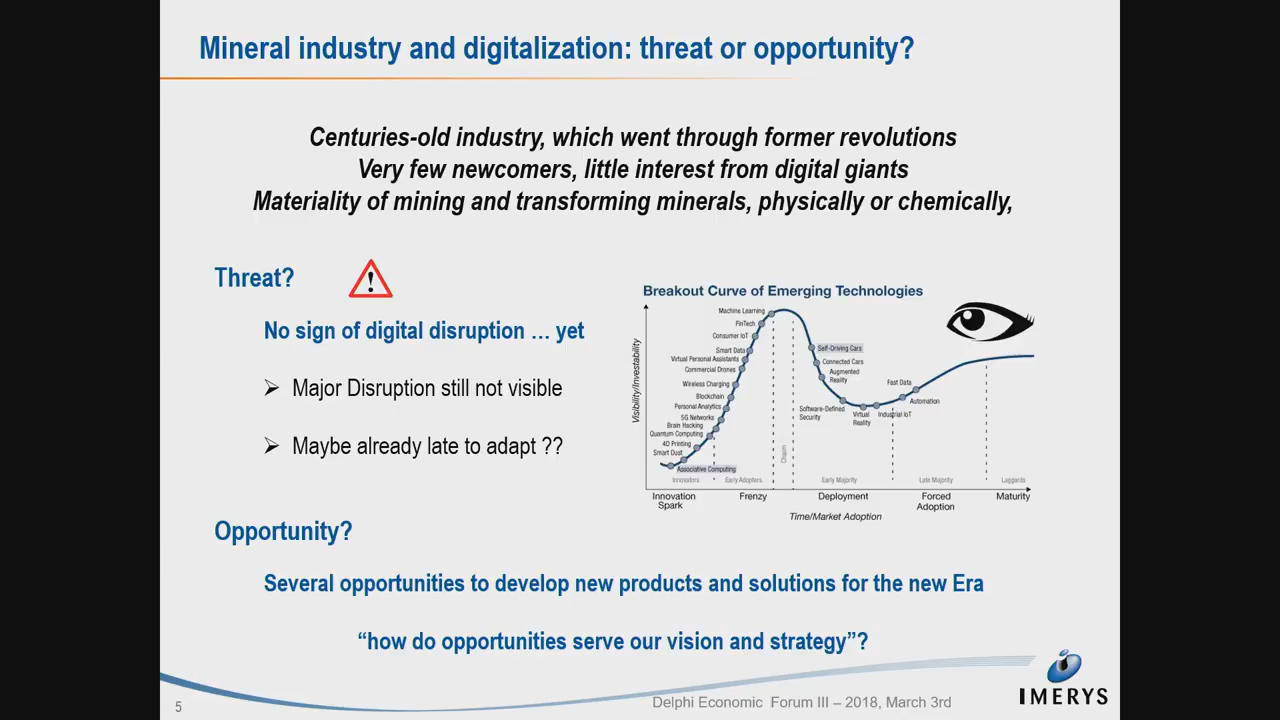 Mineral industry and digitalization: threat or opportunity?
Centuries-old industry, which went through former revolutions
Very few newcomers, little interest from digital giants
Materiality of mining and transforming minerals, physically or chemically,
Threat?
!
No sign of digital disruption … yet
➢ Major Disruption still not visible
➢ Maybe already late to adapt ??
Breakout Curve of Emerging Technologies
Visibility/Investability
Machine Learning
FinTech
Consumer IoT
Smart Data
Virtual Personal Assistants
Commercial Drones
Wireless Charging
Blockchain
Personal Analytics
5G Networks
Brain Hacking
Quantum Computing
4D Printing
Smart Dust
Associative Computing
Self-Driving Cars
Connected Cars
Augmented
Reality
Software-Defined
Security
Virtual
Reality
Industrial IoT
Fast Data
Automation
Chasm
Innovators
Early Adopters
Early Majority
Late Majority
Laggards
Innovation
Spark
Frenzy
Deployment
Forced
Adoption
Maturity
Time/Market Adoption
Opportunity?
Several opportunities to develop new products and solutions for the new Era
“how do opportunities serve our vision and strategy”?
5
Delphi Economic Forum III – 2018, March 3rd
IMERYS